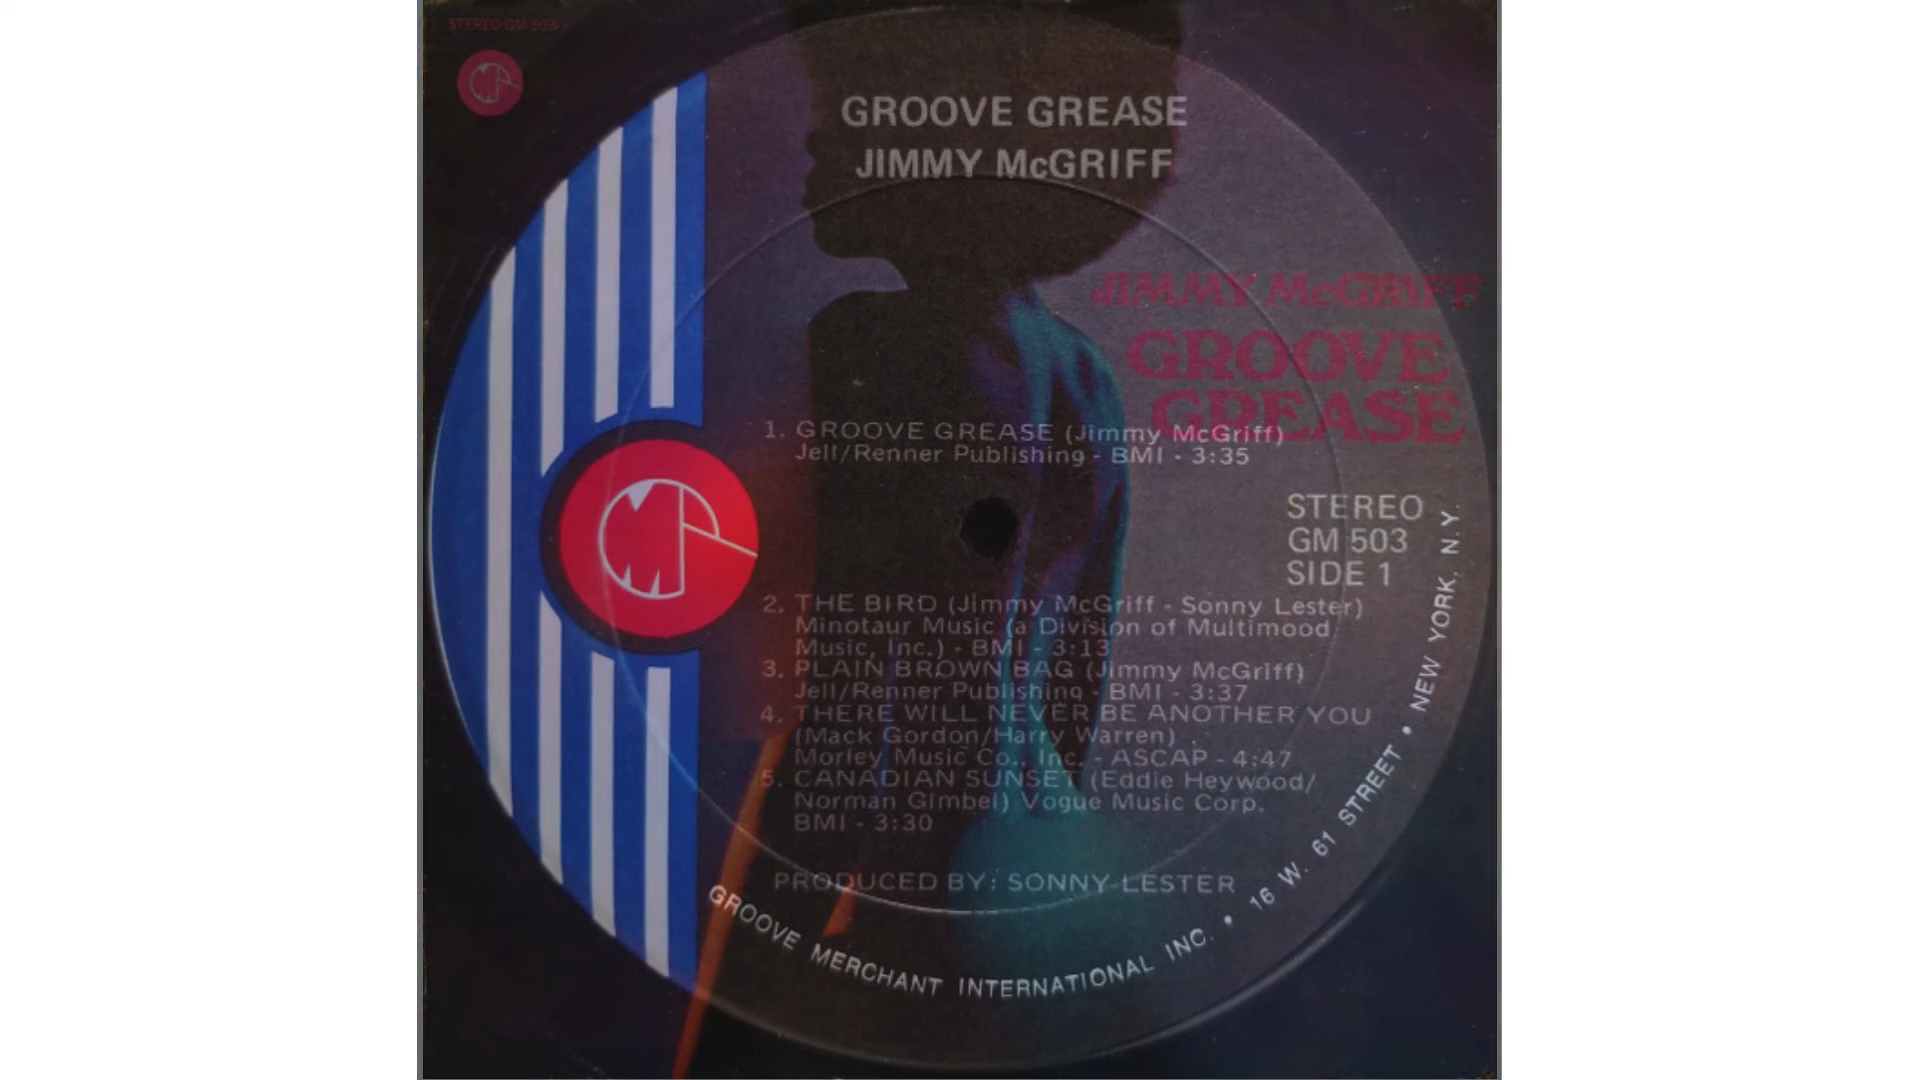 STEREO GM 503
GROOVE GREASE
JIMMY McGRIFF
JIMMY McGRIFF
GROOVE
GREASE
1. GROOVE GREASE (Jimmy McGriff)
Jell/Renner Publishing - BMI - 3:35
STEREO
GM 503
SIDE 1
2. THE BIRD (Jimmy McGriff - Sonny Lester)
Minotaur Music (a Division of Multimood
Music, Inc.) - BMI - 3:13
3. PLAIN BROWN BAG (Jimmy McGriff)
Jell/Renner Publishing - BMI - 3:37
4. THERE WILL NEVER BE ANOTHER YOU
(Mack Gordon/Harry Warren)
Morley Music Co., Inc. - ASCAP - 4:47
5. CANADIAN SUNSET (Eddie Heywood/
Norman Gimbel) Vogue Music Corp.
BMI - 3:30
PRODUCED BY: SONNY LESTER
GROOVE MERCHANT INTERNATIONAL INC. • 16 W. 61 STREET • NEW YORK, N.Y.